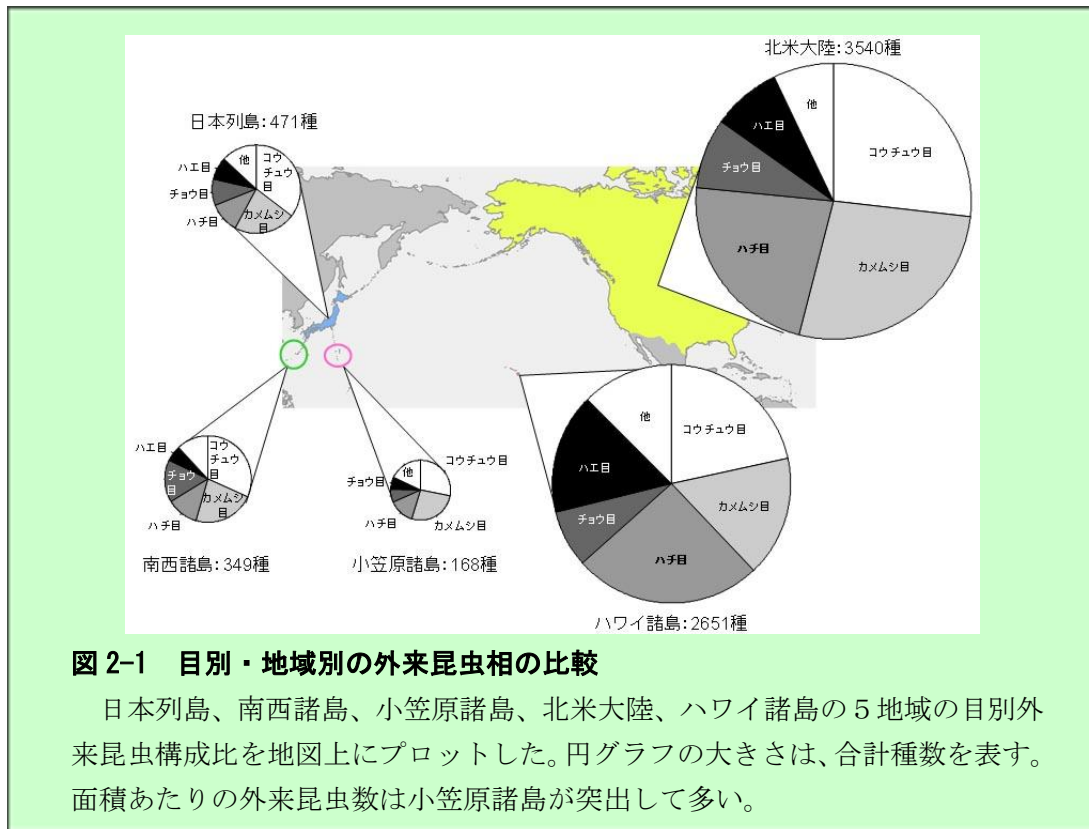 北米大陸:3540種
他
ハエ目
チョウ目
コウチュウ目
ハチ目
カメムシ目
日本列島:471種
ハエ目
他
コウ
チュウ
目
チョウ目
カメムシ
目
ハチ目
ハエ目
コウ
チュウ
目
チョウ
目
カメムシ
目
ハチ目
南西諸島:349種
他
コウチュウ目
チョウ目
ハチ目
カメムシ目
小笠原諸島:168種
他
コウチュウ目
ハエ目
カメムシ目
チョウ目
ハチ目
ハワイ諸島:2651種
図 2-1 目別・地域別の外来昆虫相の比較
日本列島、南西諸島、小笠原諸島、北米大陸、ハワイ諸島の5地域の目別外
来昆虫構成比を地図上にプロットした。円グラフの大きさは、合計種数を表す。
面積あたりの外来昆虫数は小笠原諸島が突出して多い。